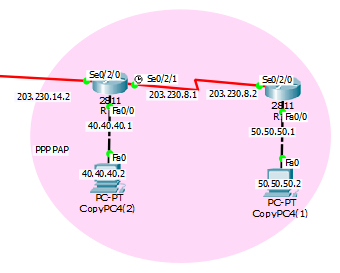 Se0/2/0
Se0/2/1
Se0/2/0
203.230.14.2
203.230.8.1
203.230.8.2
2811
2811
Fa0/0
Fa0/0
40.40.40.1
50.50.50.1
PPP PAP
Fa0
Fa0
40.40.40.2
50.50.50.2
PC-PT
PC-PT
CopyPC4(2)
CopyPC4(1)